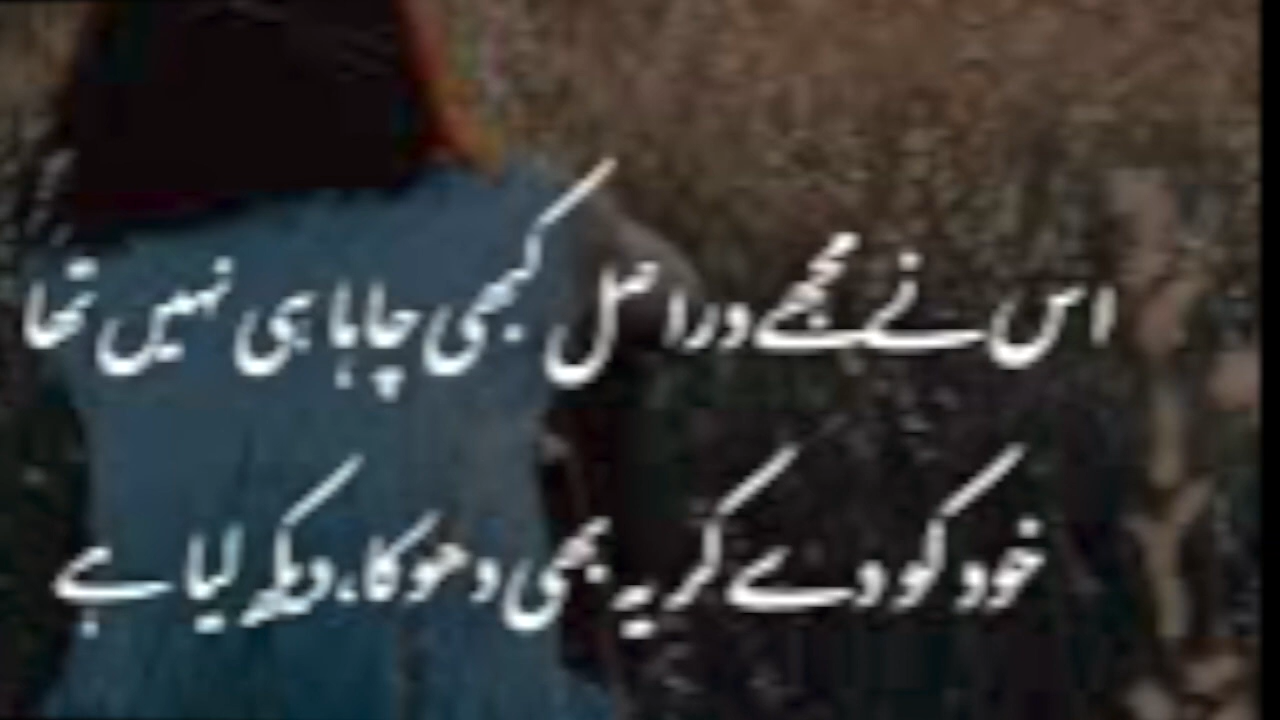 اس نے مجھے دراصل کبھی چاہا ہی نہیں تھا
خود کو دے کر یہ بھی دھوکا، دیکھ لیا ہے